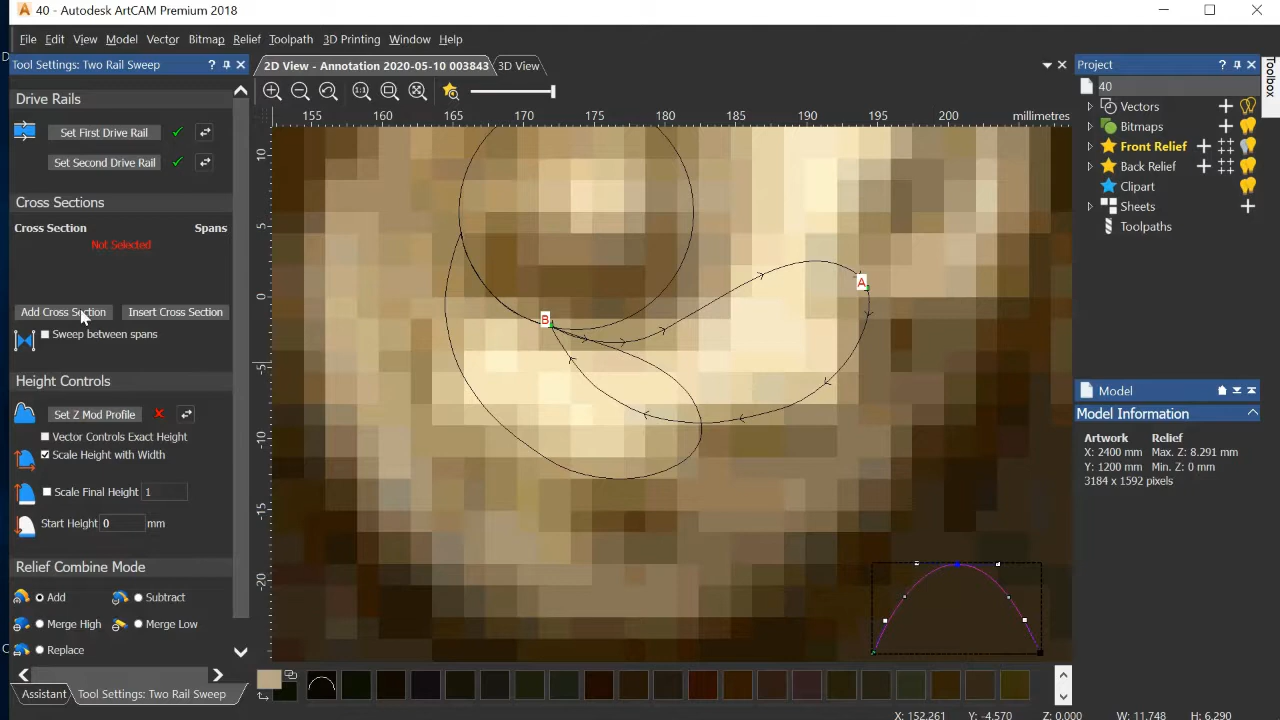 40 - Autodesk ArtCAM Premium 2018
File Edit View Model Vector Bitmap Relief Toolpath 3D Printing Window Help
Tool Settings: Two Rail Sweep
Drive Rails
Set First Drive Rail
Set Second Drive Rail
Cross Sections
Cross Section Spans
Not Selected
Add Cross Section Insert Cross Section
Sweep between spans
Height Controls
Set Z Mod Profile
Vector Controls Exact Height
Scale Height with Width
Scale Final Height 1
Start Height 0 mm
Relief Combine Mode
Add Subtract
Merge High Merge Low
Replace
Assistant Tool Settings: Two Rail Sweep
2D View - Annotation 2020-05-10 003843 3D View
1:1
155 160 165 170 175 180 185 190 195 200 millimetres
10
5
0
-5
-10
-15
-20
A
B
Project
40
Vectors
Bitmaps
Front Relief
Back Relief
Clipart
Sheets
Toolpaths
Toolbox
Model
Model Information
Artwork Relief
X: 2400 mm Max. Z: 8.291 mm
Y: 1200 mm Min. Z: 0 mm
3184 x 1592 pixels
X: 152.261 Y: -4.570 Z: 0.000 W: 11.748 H: 6.290